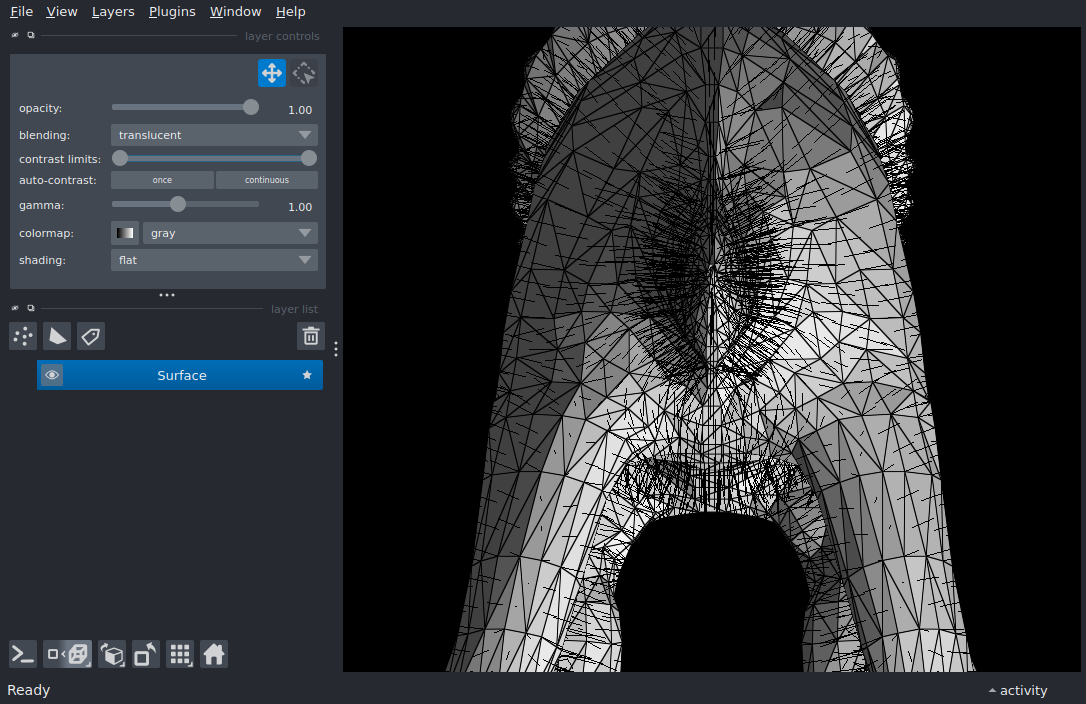 File View Layers Plugins Window Help
layer controls
opacity: 1.00
blending: translucent
contrast limits:
auto-contrast: once continuous
gamma: 1.00
colormap: gray
shading: flat
layer list
Surface
Ready activity